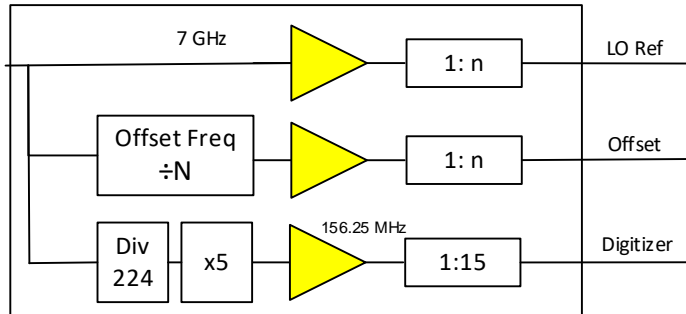 7 GHz
1: n
LO Ref
Offset Freq
÷N
1: n
Offset
Div
224
x5
156.25 MHz
1:15
Digitizer